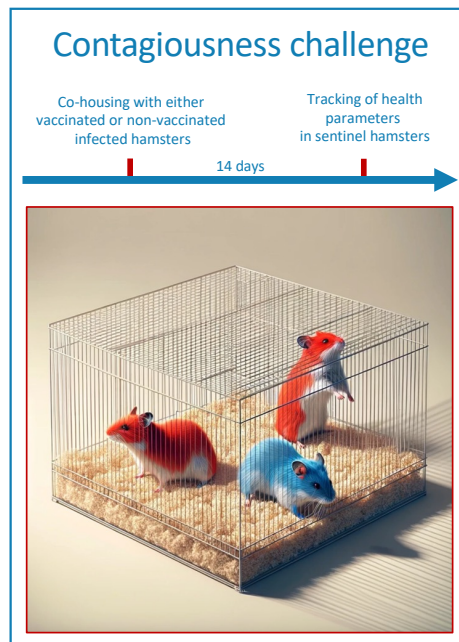 Contagiousness challenge
Co-housing with either
vaccinated or non-vaccinated
infected hamsters
Tracking of health
parameters
in sentinel hamsters
14 days